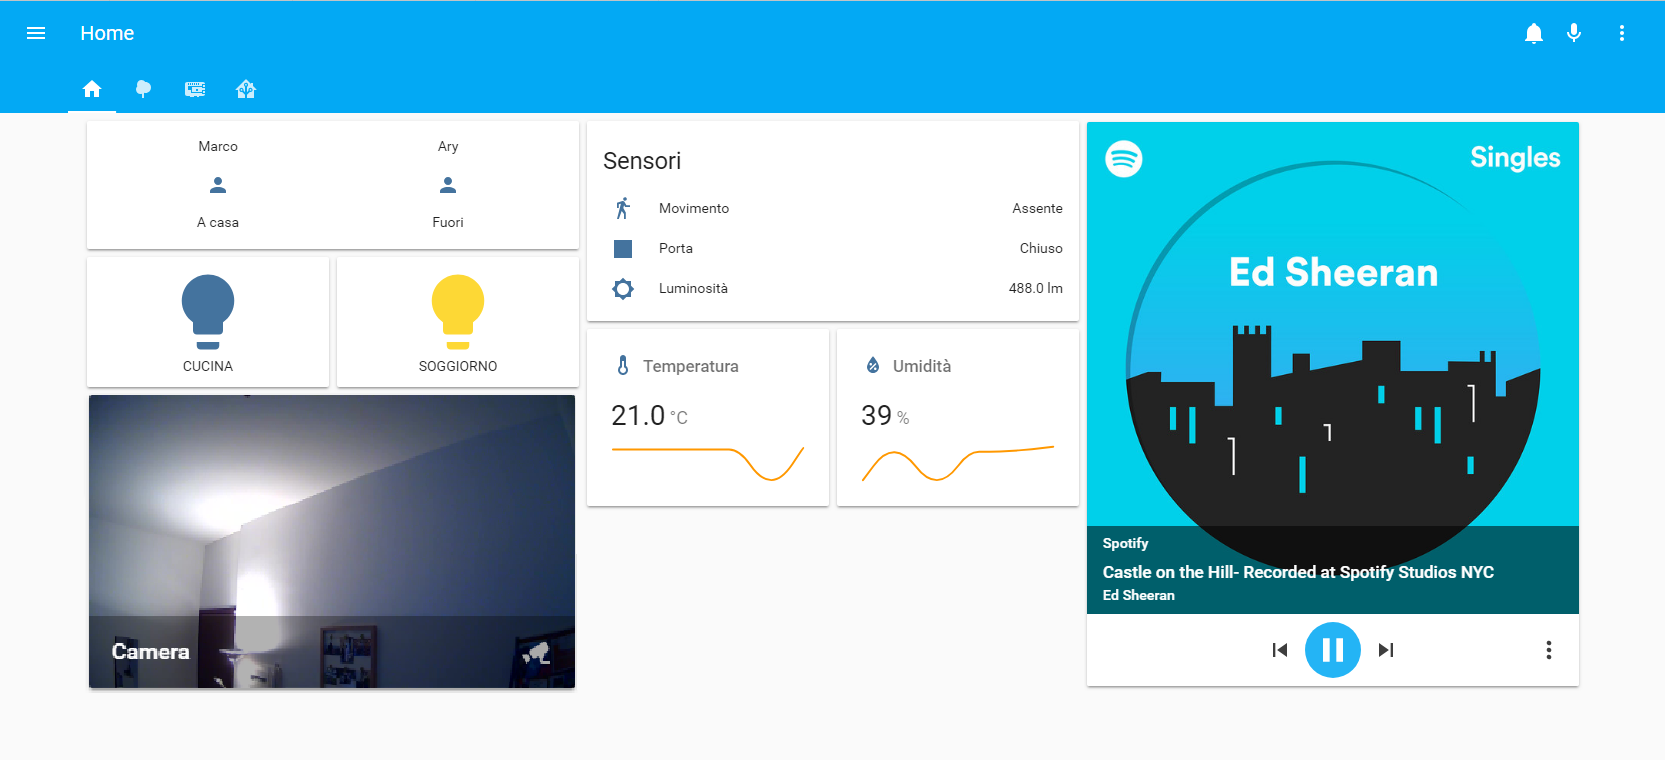 Home
Marco
Ary
A casa
Fuori
CUCINA
SOGGIORNO
Camera
Sensori
Movimento
Assente
Porta
Chiuso
Luminosità
488.0 lm
Temperatura
21.0 °C
Umidità
39 %
Singles
Ed Sheeran
Spotify
Castle on the Hill- Recorded at Spotify Studios NYC
Ed Sheeran